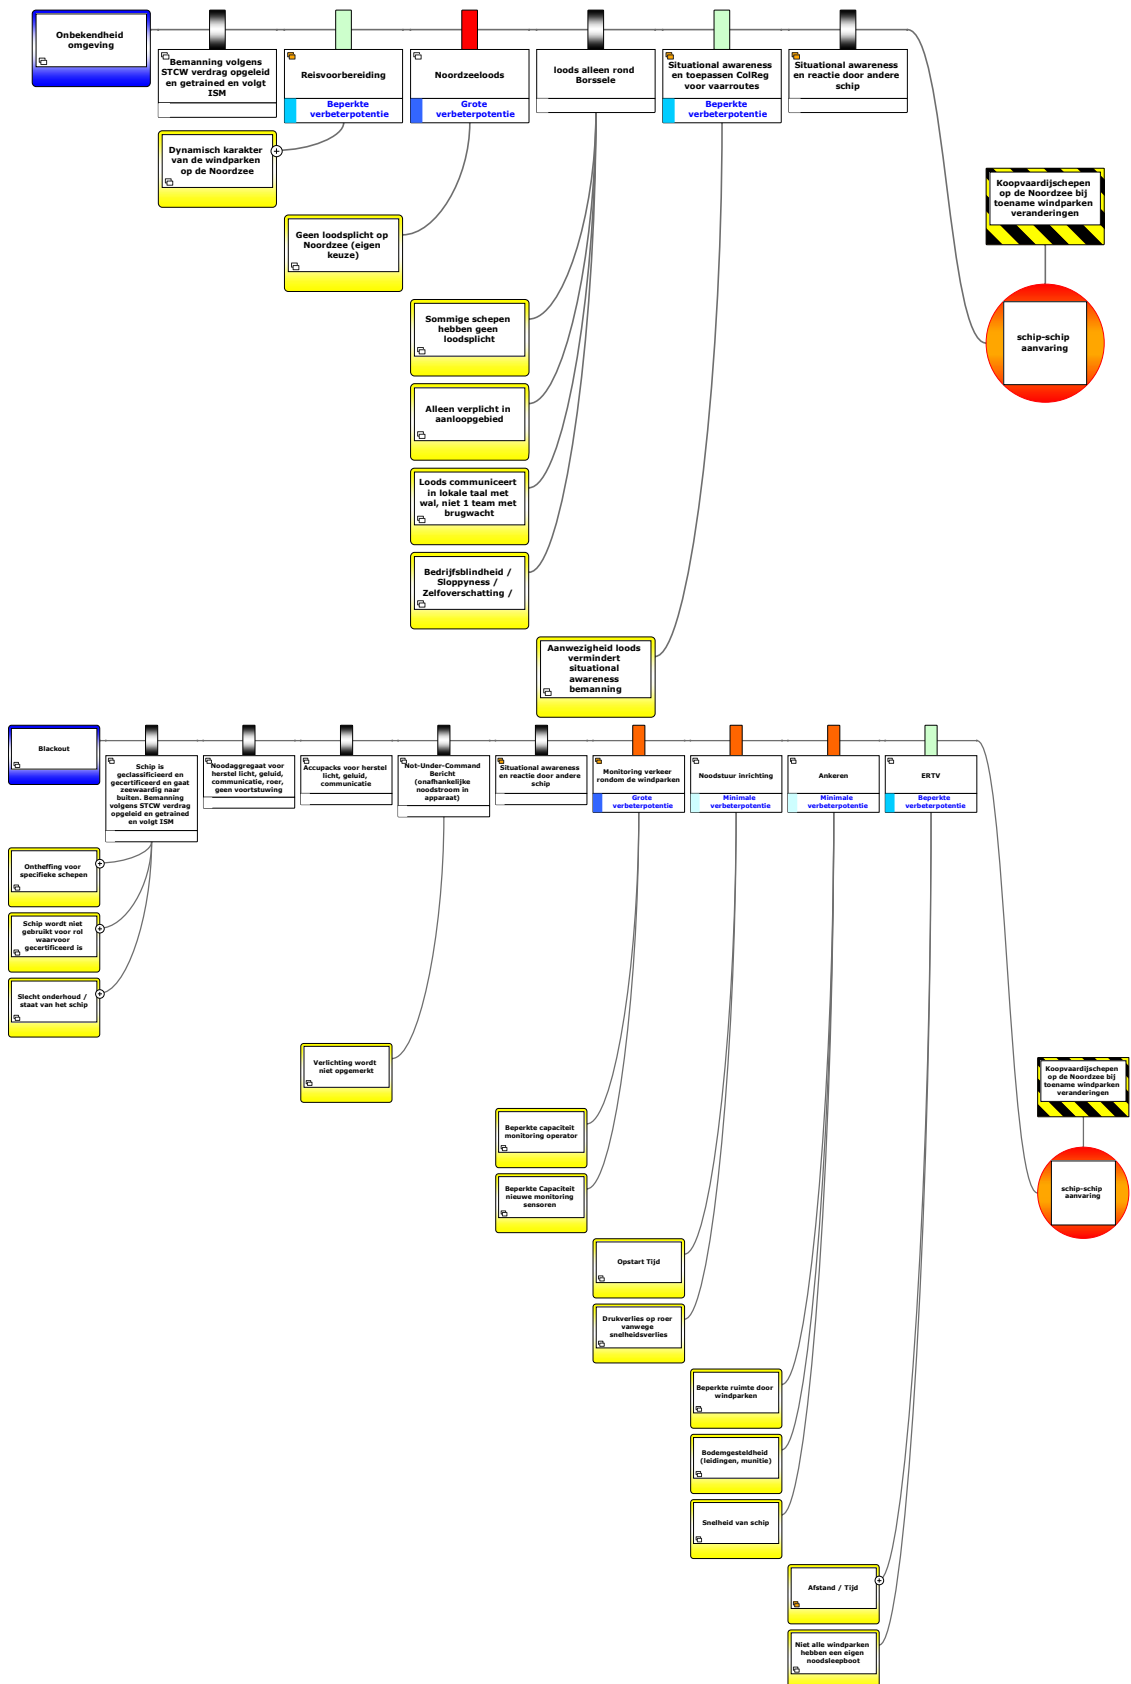 Onbekendheid
omgeving
Bemanning volgens
STCW verdrag opgeleid
en getrained en volgt
ISM
Reisvoorbereiding
Beperkte
verbeterpotentie
Noordzeeloods
Grote
verbeterpotentie
loods alleen rond
Borssele
Situational awareness
en toepassen ColReg
voor vaarroutes
Beperkte
verbeterpotentie
Situational awareness
en reactie door andere
schip
Dynamisch karakter
van de windparken
op de Noordzee
Geen loodsplicht op
Noordzee (eigen
keuze)
Sommige schepen
hebben geen
loodsplicht
Alleen verplicht in
aanloopgebied
Loods communiceert
in lokale taal met
wal, niet 1 team met
brugwacht
Bedrijfsblindheid /
Sloppyness /
Zelfoverschatting /
Aanwezigheid loods
vermindert
situational
awareness
bemanning
Koopvaardijschepen
op de Noordzee bij
toename windparken
veranderingen
schip-schip
aanvaring
Blackout
Schip is
geclassificieerd en
gecertificeerd en gaat
zeewaardig naar
buiten. Bemanning
volgens STCW verdrag
opgeleid en getrained
en volgt ISM
Noodaggregaat voor
herstel licht, geluid,
communicatie, roer,
geen voortstuwing
Accupacks voor herstel
licht, geluid,
communicatie
Not-Under-Command
Bericht
(onafhankelijke
noodstroom in
apparaat)
Situational awareness
en reactie door andere
schip
Monitoring verkeer
rondom de windparken
Grote
verbeterpotentie
Noodstuur inrichting
Minimale
verbeterpotentie
Ankeren
Minimale
verbeterpotentie
ERTV
Beperkte
verbeterpotentie
Ontheffing voor
specifieke schepen
Schip wordt niet
gebruikt voor rol
waarvoor
gecertificeerd is
Slecht onderhoud /
staat van het schip
Verlichting wordt
niet opgemerkt
Beperkte capaciteit
monitoring operator
Beperkte Capaciteit
nieuwe monitoring
sensoren
Opstart Tijd
Drukverlies op roer
vanwege
snelheidsverlies
Beperkte ruimte door
windparken
Bodemgesteldheid
(leidingen, munitie)
Snelheid van schip
Afstand / Tijd
Niet alle windparken
hebben een eigen
noodsleepboot
Koopvaardijschepen
op de Noordzee bij
toename windparken
veranderingen
schip-schip
aanvaring